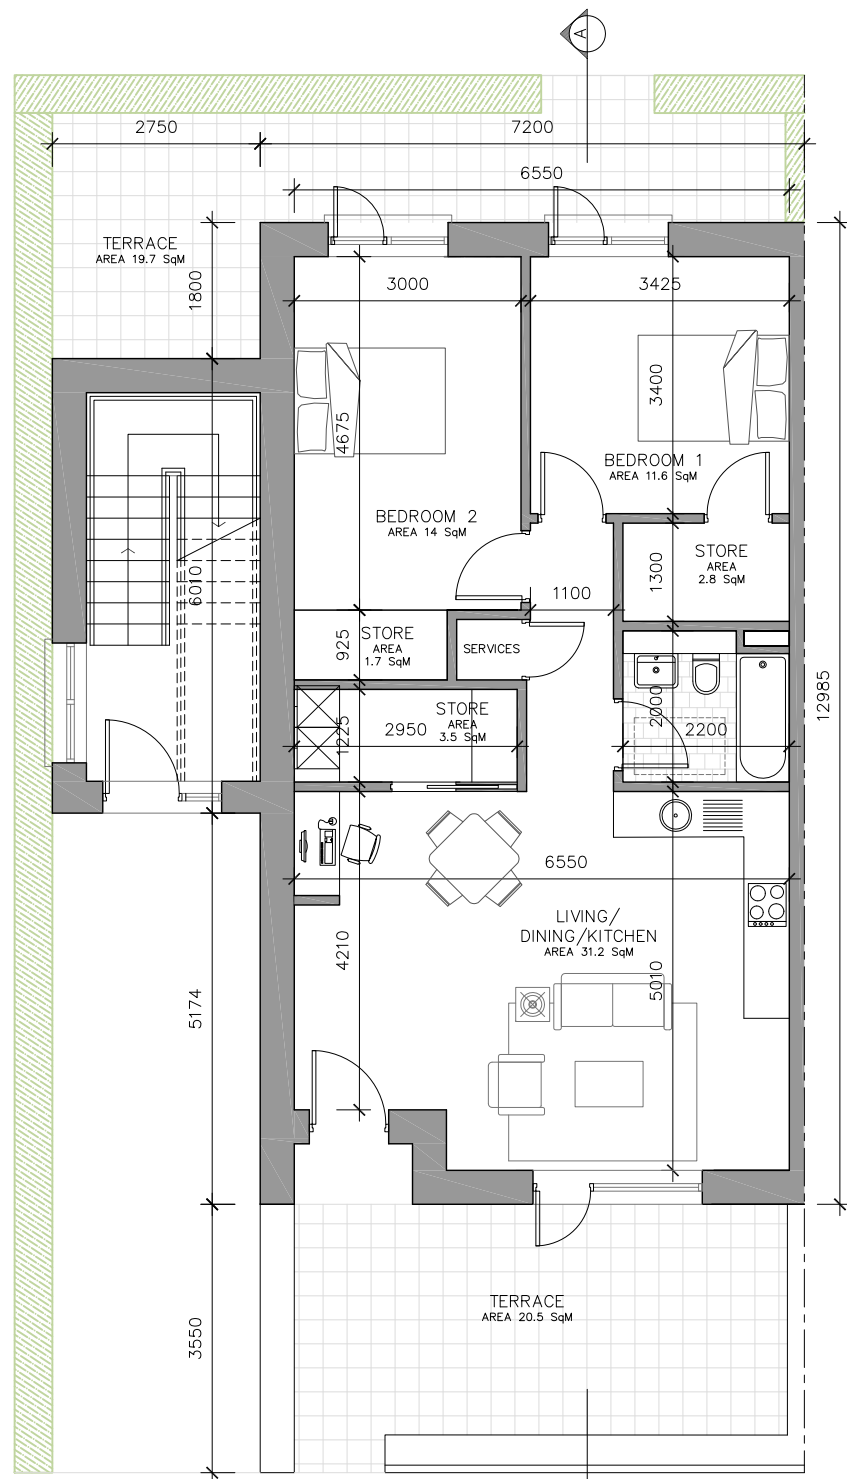 A
2750
7200
6550
TERRACE
AREA 19.7 SqM
1800
3000
3425
4675
3400
BEDROOM 1
AREA 11.6 SqM
BEDROOM 2
AREA 14 SqM
6010
STORE
AREA
2.8 SqM
1300
1100
925
STORE
AREA
1.7 SqM
SERVICES
2000
2200
12985
STORE
AREA
3.5 SqM
2950
1225
6550
LIVING/
DINING/KITCHEN
AREA 31.2 SqM
4210
5010
5174
TERRACE
AREA 20.5 SqM
3550